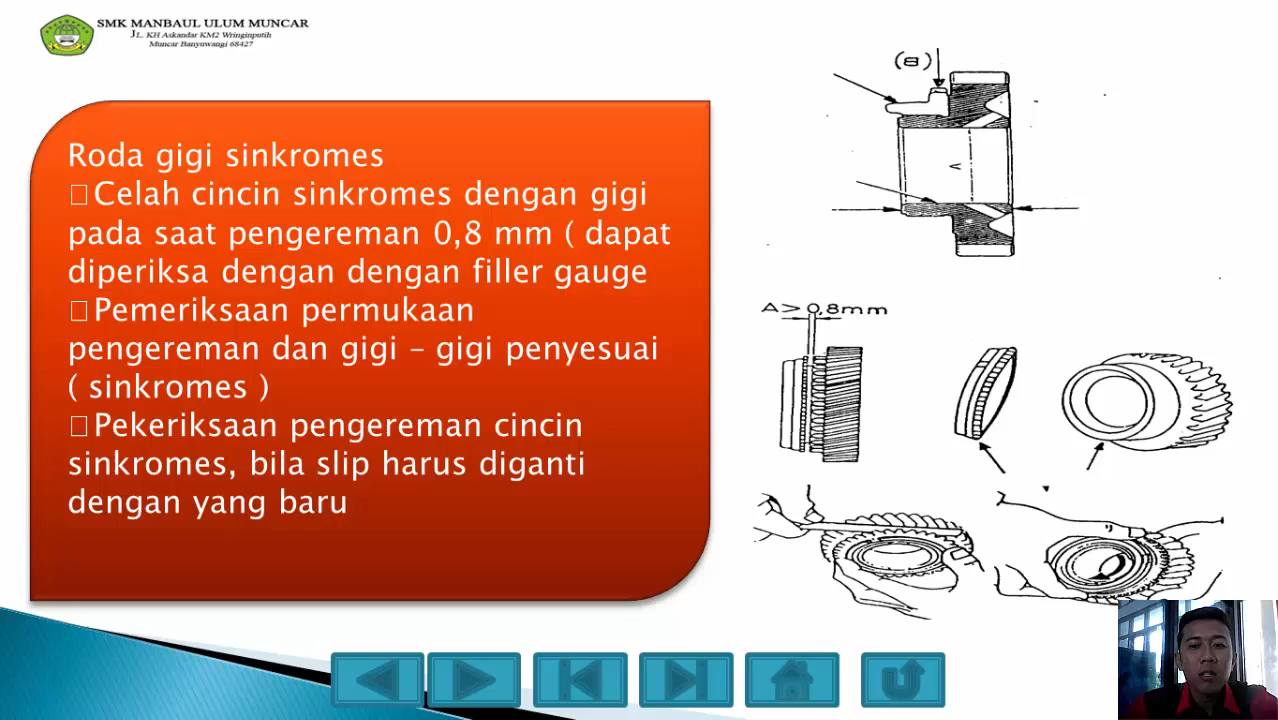 SMK MANBAUL ULUM MUNCAR
JL. KH Askandar KM2 Wringinputih
Muncar Banyuwangi 68427
(a)
Roda gigi sinkromes
Celah cincin sinkromes dengan gigi
pada saat pengereman 0,8 mm ( dapat
diperiksa dengan dengan filler gauge
Pemeriksaan permukaan
pengereman dan gigi – gigi penyesuai
( sinkromes )
Pekeriksaan pengereman cincin
sinkromes, bila slip harus diganti
dengan yang baru
A> 0,8mm